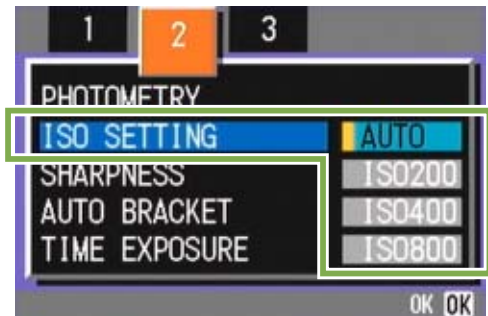 1 2 3
PHOTOMETRY
ISO SETTING AUTO
SHARPNESS ISO200
AUTO BRACKET ISO400
TIME EXPOSURE ISO800
OK OK